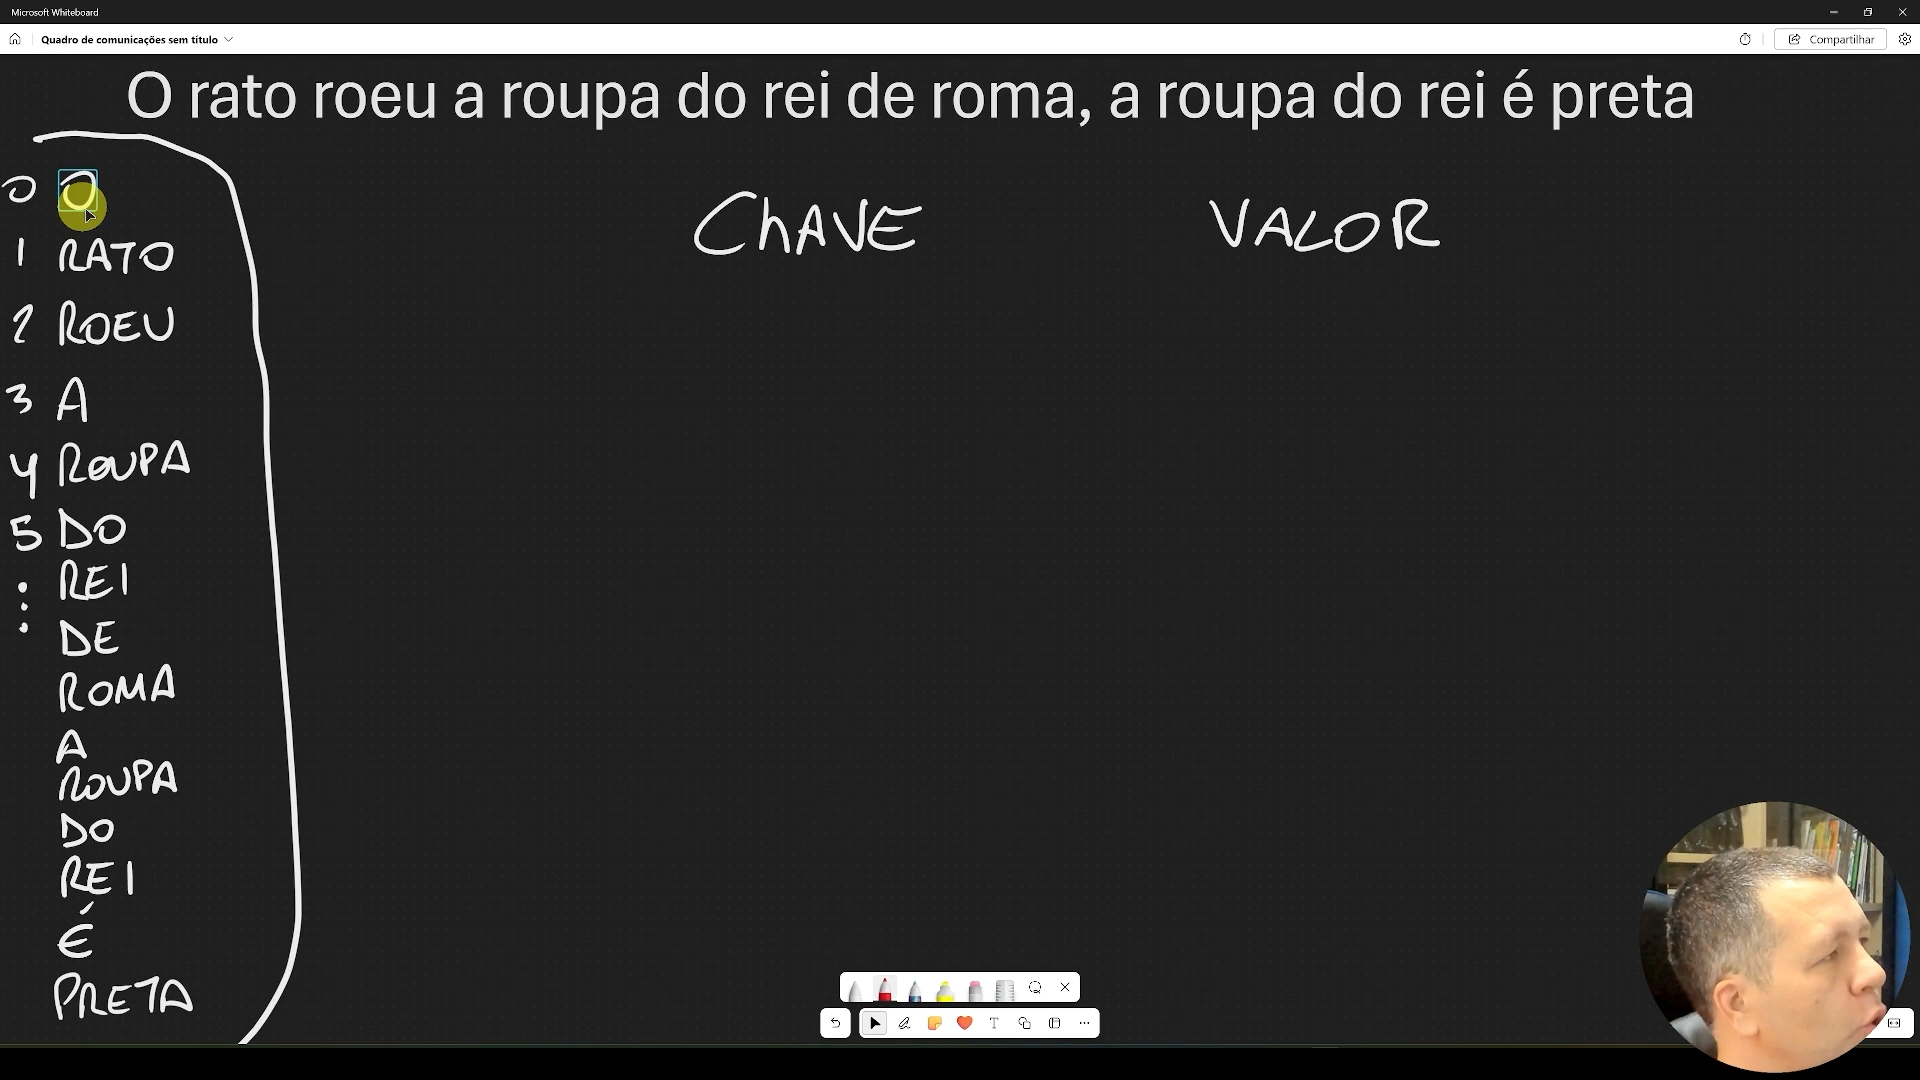 Microsoft Whiteboard
Quadro de comunicações sem título
Compartilhar
O rato roeu a roupa do rei de roma, a roupa do rei é preta
ChAVE VALOR
0 O
1 RATO
2 ROEU
3 A
4 ROUPA
5 DO
REI
DE
ROMA
A
ROUPA
DO
REI
É
PRETA